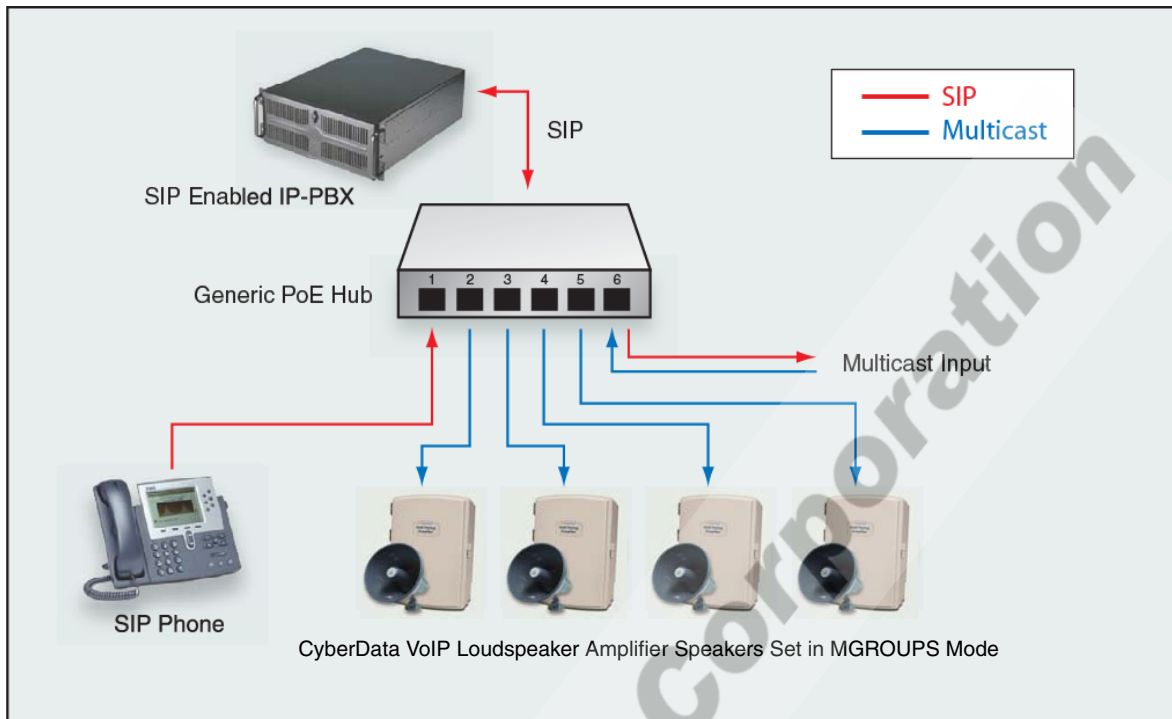 SIP
Multicast
SIP
SIP Enabled IP-PBX
1 2 3 4 5 6
Generic PoE Hub
Multicast Input
SIP Phone
CyberData VoIP Loudspeaker Amplifier Speakers Set in MGROUPS Mode
Corporation